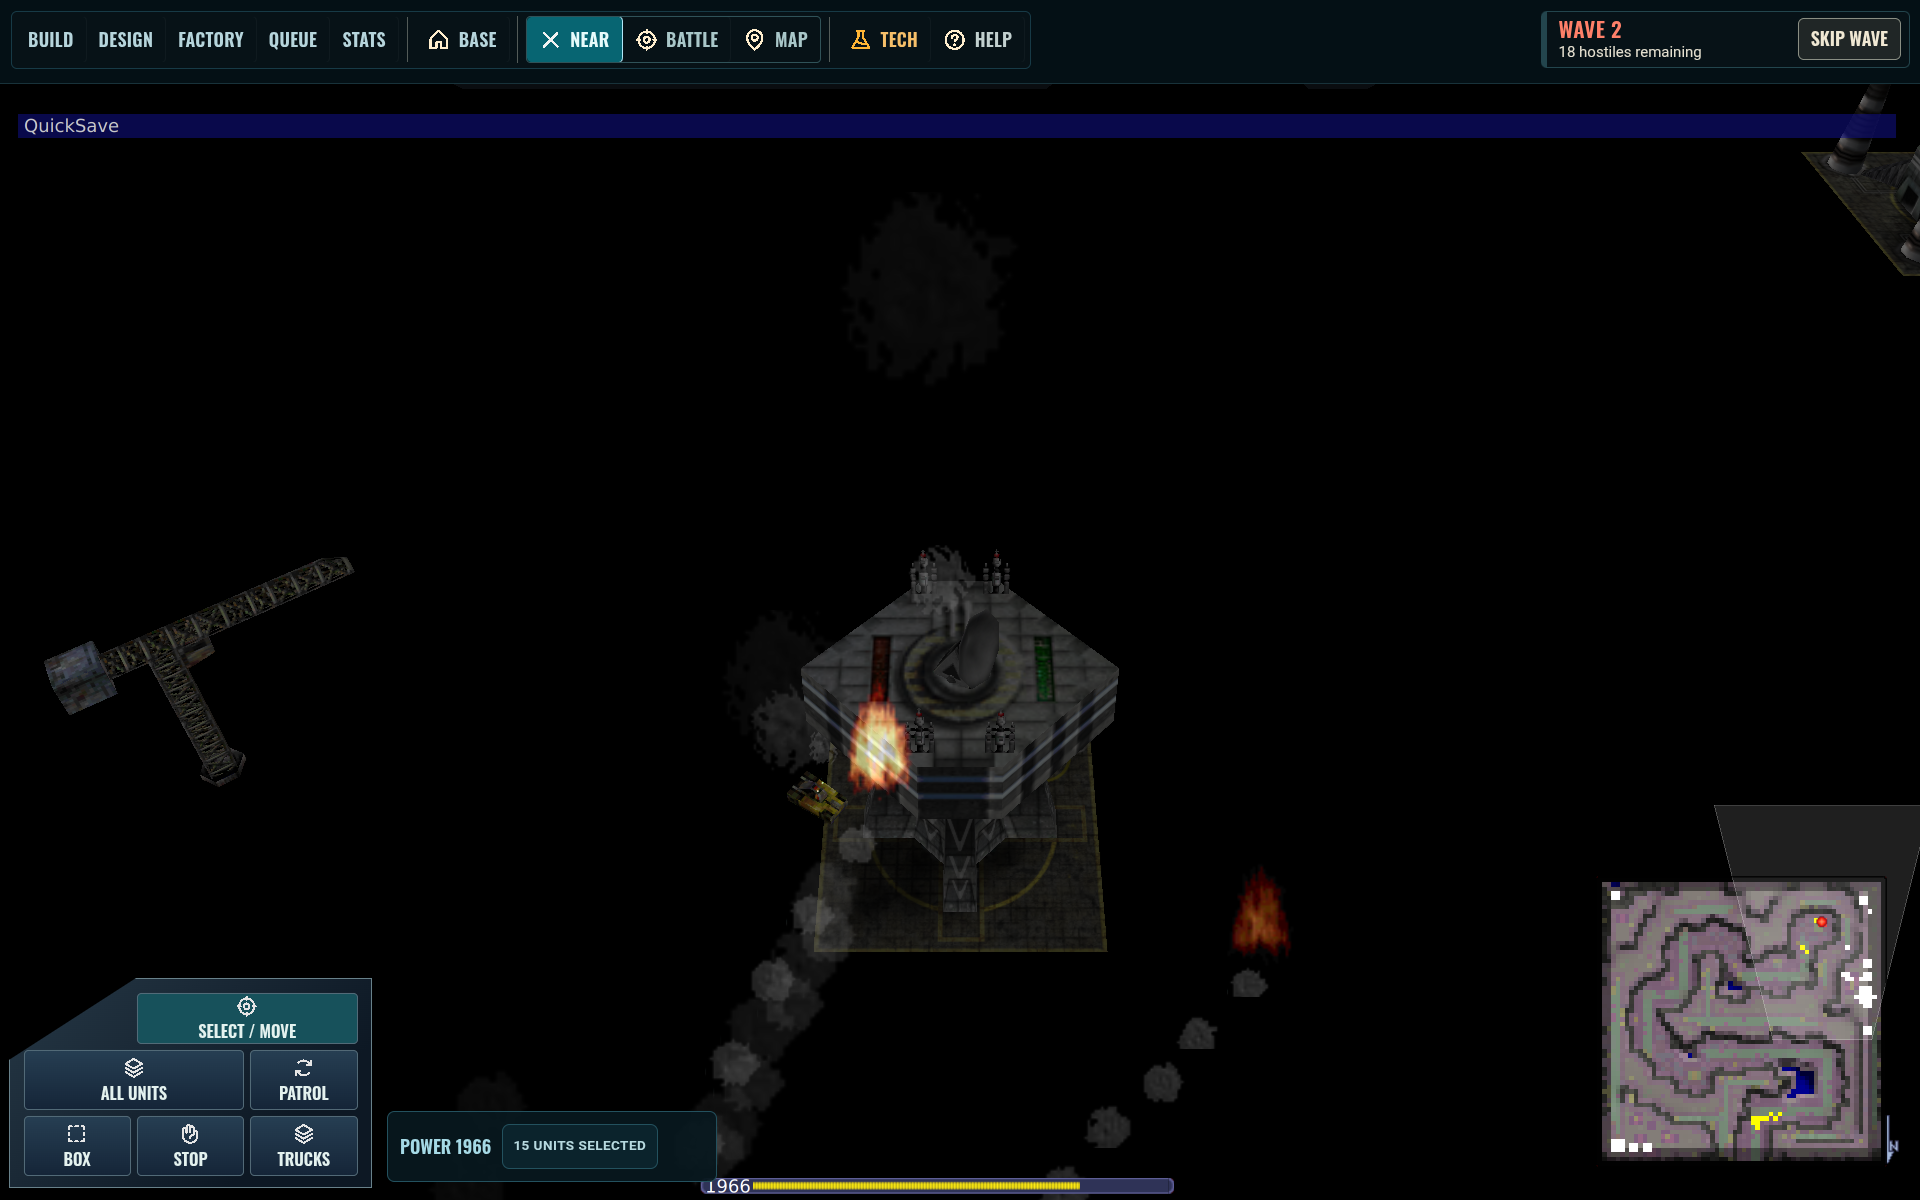 BUILD DESIGN FACTORY QUEUE STATS BASE NEAR BATTLE MAP TECH HELP
WAVE 2
18 hostiles remaining
SKIP WAVE
QuickSave
SELECT / MOVE
ALL UNITS PATROL
BOX STOP TRUCKS
POWER 1966 15 UNITS SELECTED
1966
N